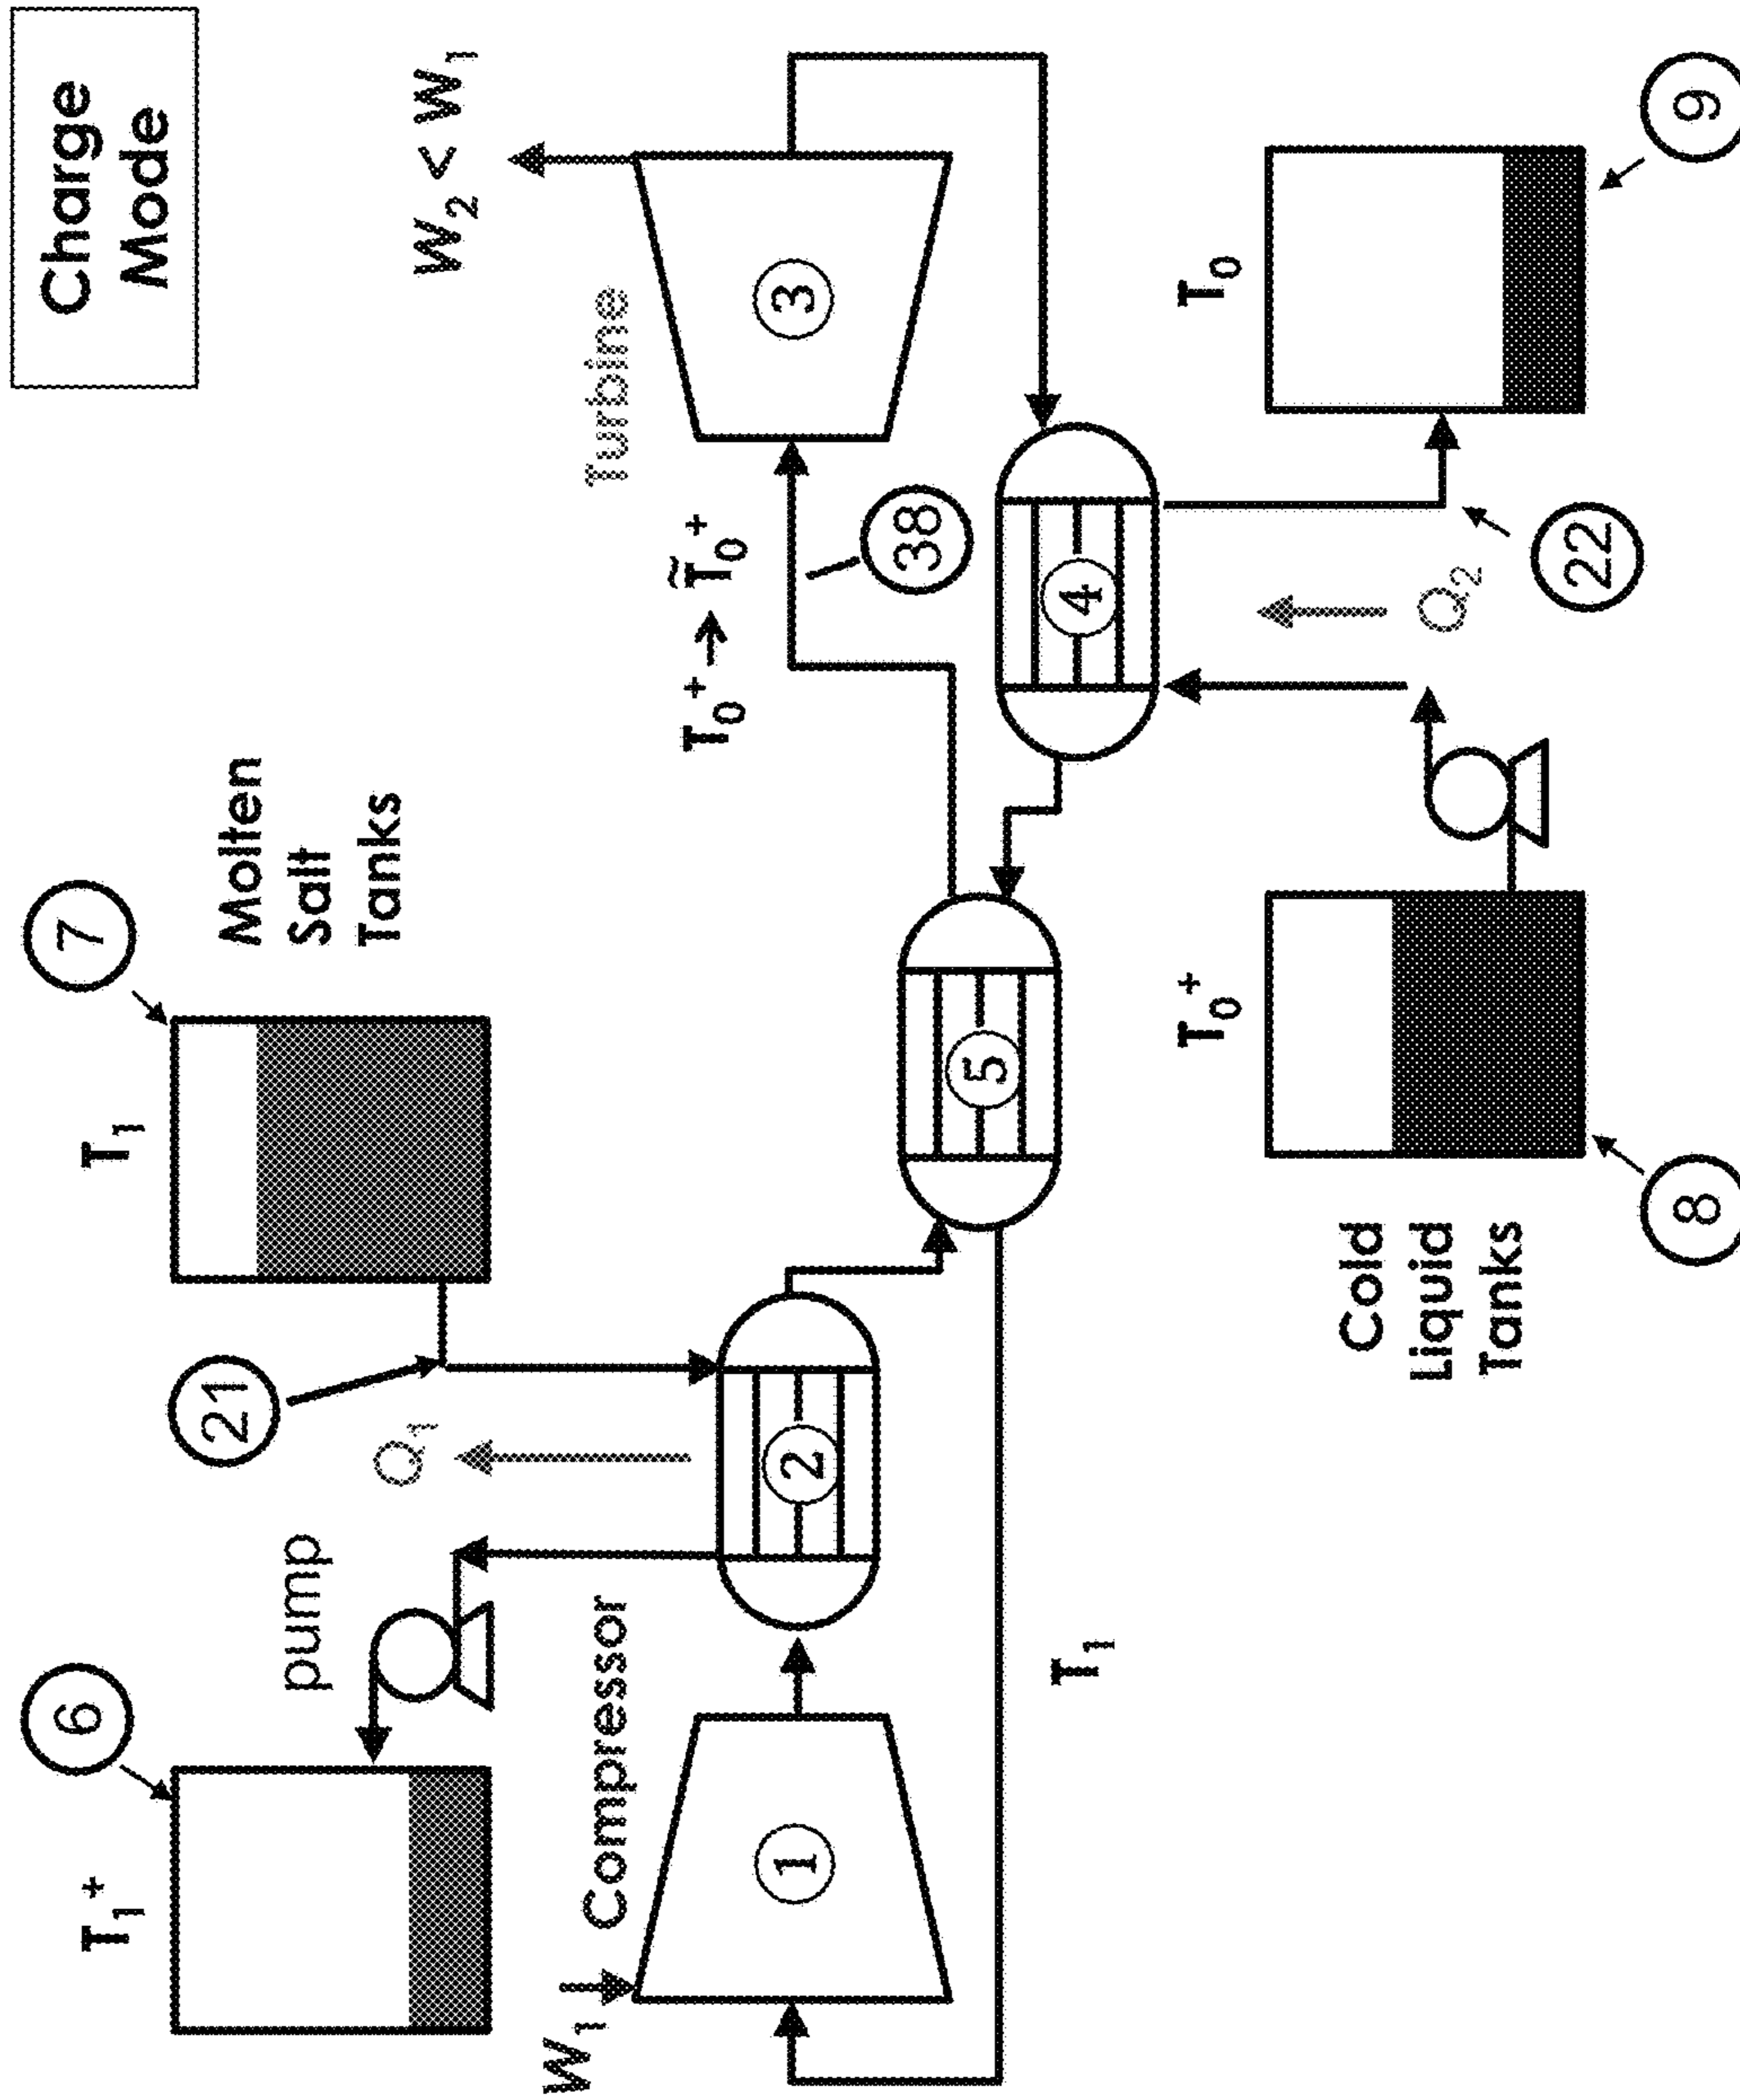 Charge
Mode
6
T₁⁺
pump
Q₁
21
T₁
7
Molten
Salt
Tanks
W₁
Compressor
1
2
T₁
5
T₀⁺ → T̃₀⁺
38
Turbine
3
W₂ < W₁
4
Q₂
22
Cold
Liquid
Tanks
T₀⁺
8
T₀
9